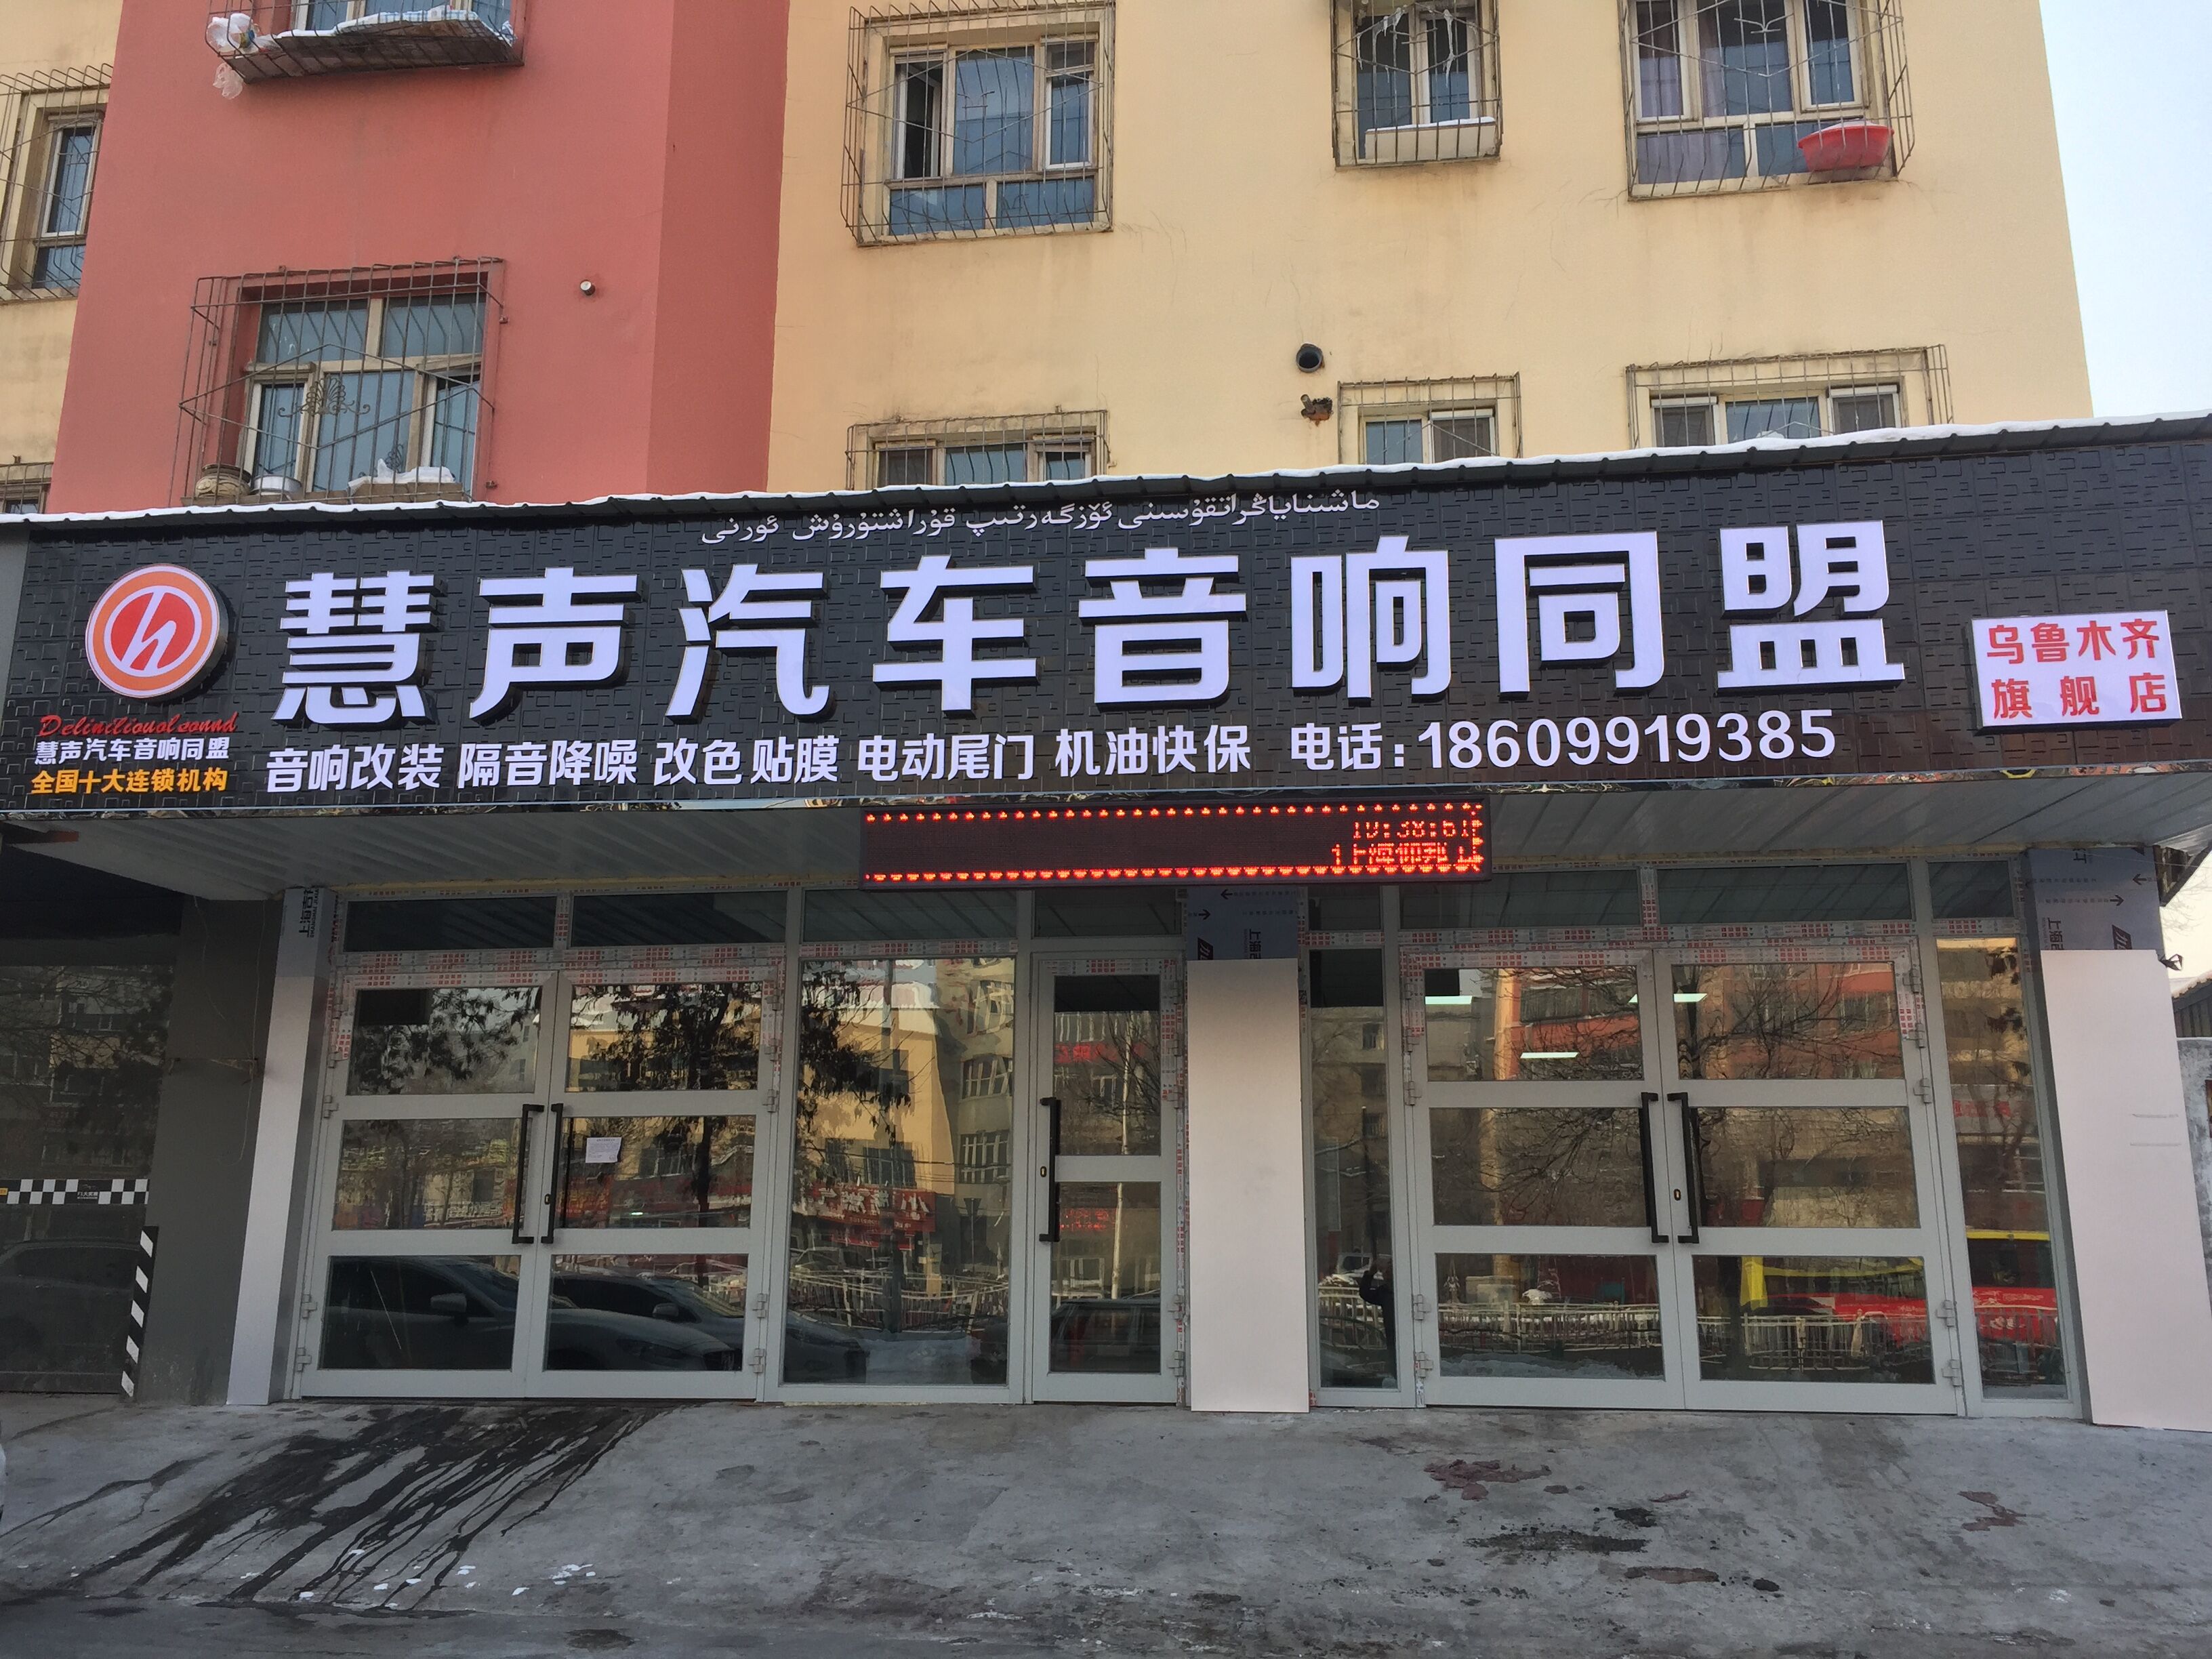 ماشىنا ياڭراتقۇسىنى ئۆزگەرتىپ قۇراشتۇرۇش ئورنى
慧声汽车音响同盟
乌鲁木齐
旗舰店
慧声汽车音响同盟
全国十大连锁机构
音响改装 隔音降噪 改色贴膜 电动尾门 机油快保 电话:18609919385